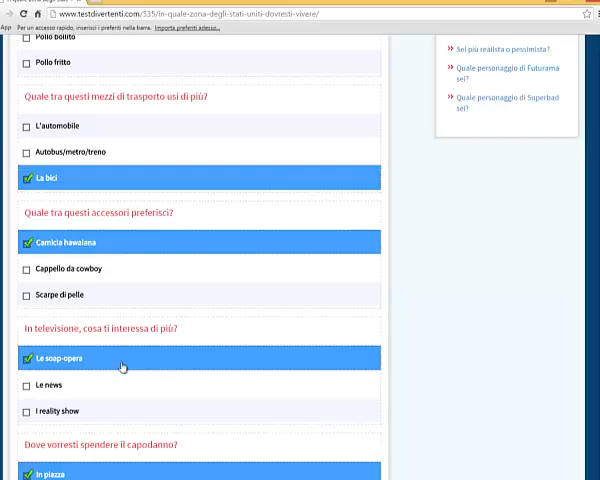 www.testdivertenti.com/535/in-quale-zona-degli-stati-uniti-dovresti-vivere/
App Per un accesso rapido, inserisci i preferiti nella barra. Importa preferiti adesso...
Pollo bollito
Pollo fritto
Quale tra questi mezzi di trasporto usi di più?
L'automobile
Autobus/metro/treno
La bici
Quale tra questi accessori preferisci?
Camicia hawaiana
Cappello da cowboy
Scarpe di pelle
In televisione, cosa ti interessa di più?
Le soap-opera
Le news
I reality show
Dove vorresti spendere il capodanno?
In piazza
Sei più realista o pessimista?
Quale personaggio di Futurama
sei?
Quale personaggio di Superbad
sei?